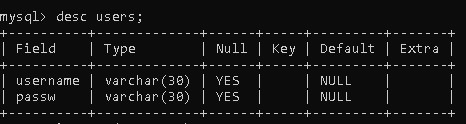 mysql> desc users;
+----------+-------------+------+-----+---------+-------+
| Field    | Type        | Null | Key | Default | Extra |
+----------+-------------+------+-----+---------+-------+
| username | varchar(30) | YES  |     | NULL    |       |
| passw    | varchar(30) | YES  |     | NULL    |       |
+----------+-------------+------+-----+---------+-------+